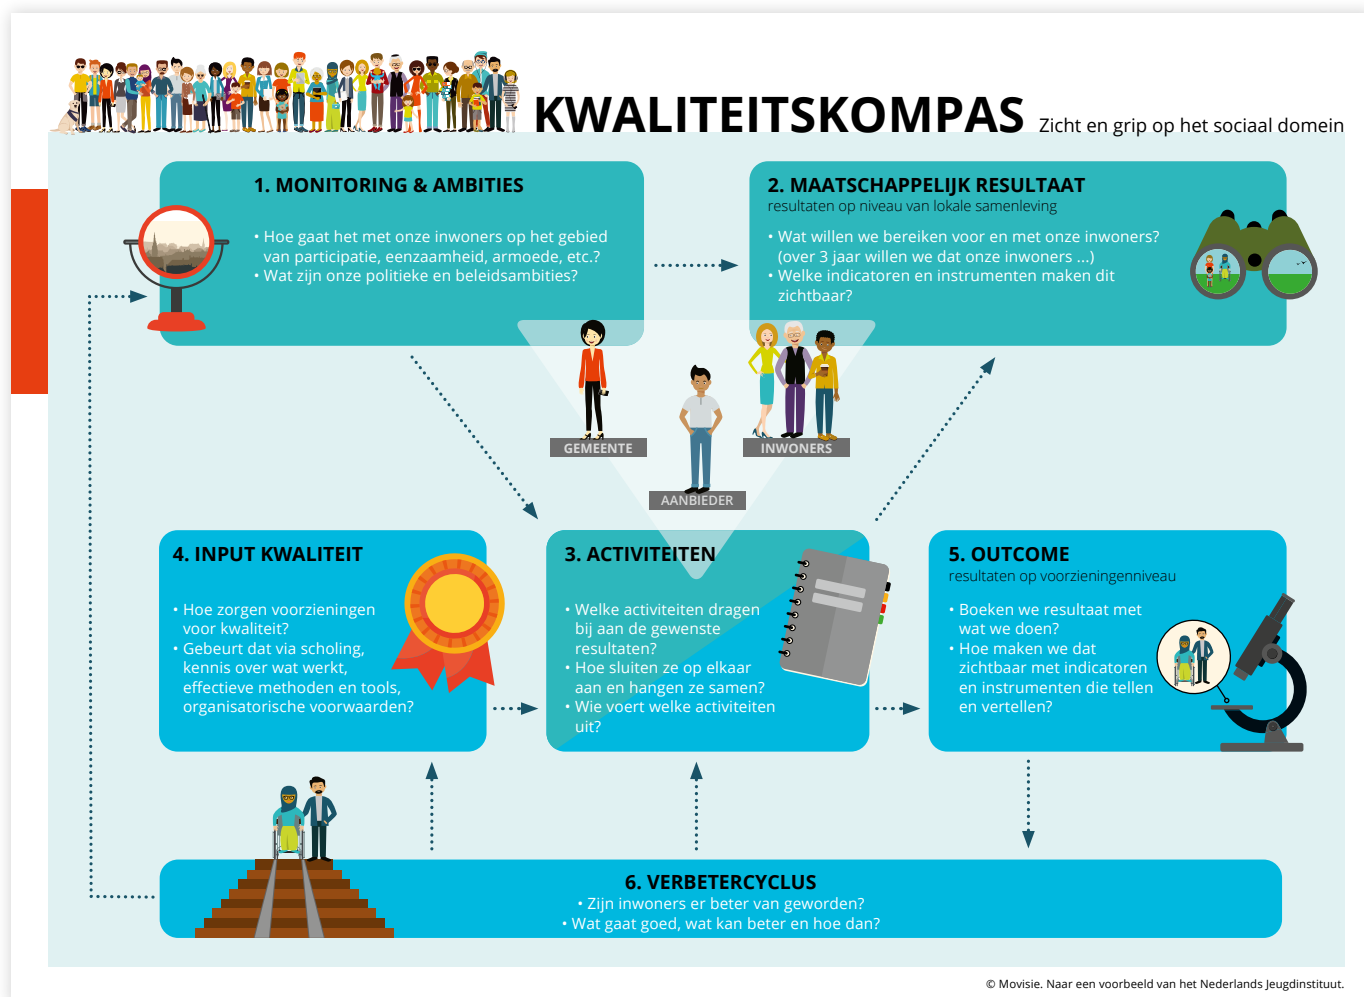 KWALITEITSKOMPAS Zicht en grip op het sociaal domein
1. MONITORING & AMBITIES
• Hoe gaat het met onze inwoners op het gebied
van participatie, eenzaamheid, armoede, etc.?
• Wat zijn onze politieke en beleidsambities?
2. MAATSCHAPPELIJK RESULTAAT
resultaten op niveau van lokale samenleving
• Wat willen we bereiken voor en met onze inwoners?
(over 3 jaar willen we dat onze inwoners ...)
• Welke indicatoren en instrumenten maken dit
zichtbaar?
GEMEENTE
INWONERS
AANBIEDER
4. INPUT KWALITEIT
• Hoe zorgen voorzieningen
voor kwaliteit?
• Gebeurt dat via scholing,
kennis over wat werkt,
effectieve methoden en tools,
organisatorische voorwaarden?
3. ACTIVITEITEN
• Welke activiteiten dragen
bij aan de gewenste
resultaten?
• Hoe sluiten ze op elkaar
aan en hangen ze samen?
• Wie voert welke activiteiten
uit?
5. OUTCOME
resultaten op voorzieningenniveau
• Boeken we resultaat met
wat we doen?
• Hoe maken we dat
zichtbaar met indicatoren
en instrumenten die tellen
en vertellen?
6. VERBETERCYCLUS
• Zijn inwoners er beter van geworden?
• Wat gaat goed, wat kan beter en hoe dan?
© Movisie. Naar een voorbeeld van het Nederlands Jeugdinstituut.